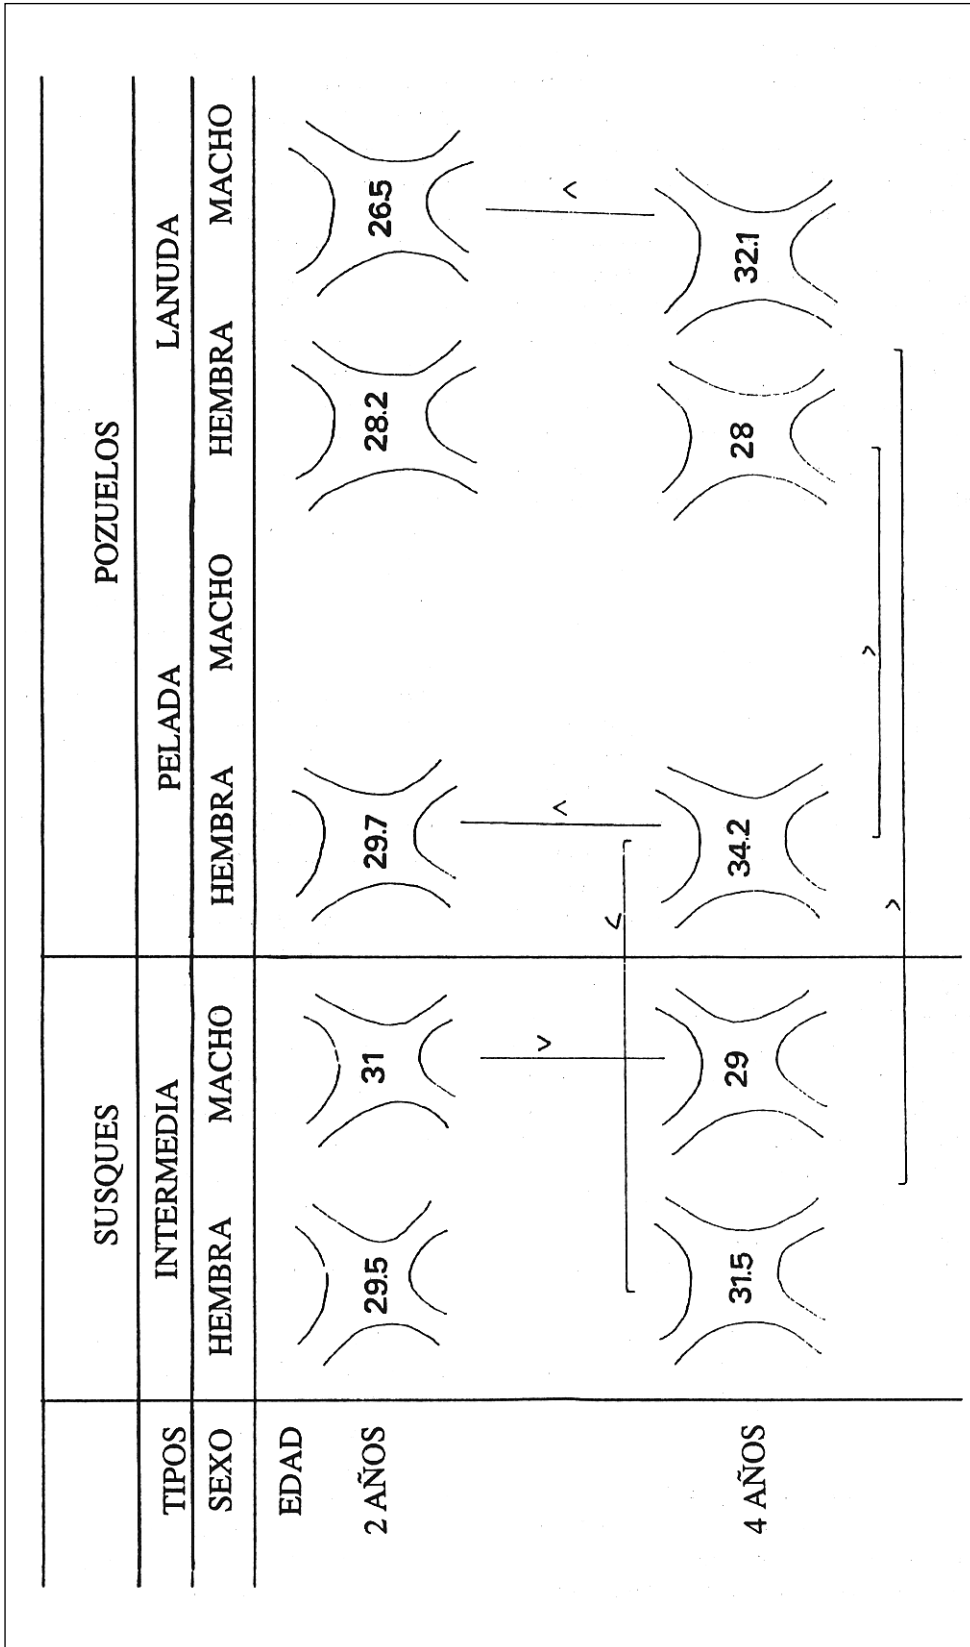 SUSQUES POZUELOS
TIPOS INTERMEDIA PELADA LANUDA
SEXO HEMBRA MACHO HEMBRA MACHO HEMBRA MACHO
EDAD
2 AÑOS 29.5 31 29.7 28.2 26.5
> < <
<
4 AÑOS 31.5 29 34.2 28 32.1
>
>